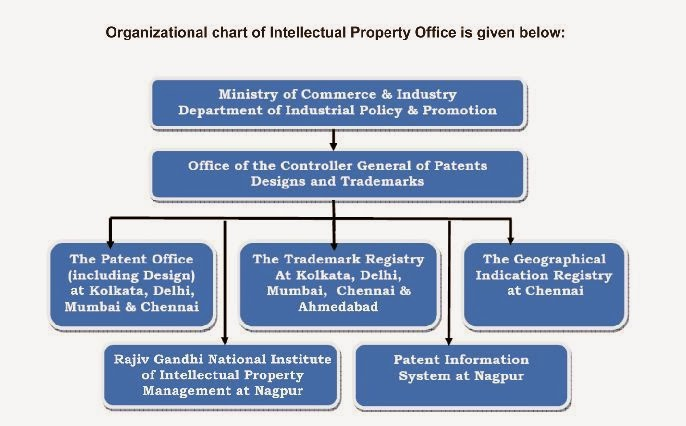 Organizational chart of Intellectual Property Office is given below:
Ministry of Commerce & Industry
Department of Industrial Policy & Promotion
Office of the Controller General of Patents
Designs and Trademarks
The Patent Office
(including Design)
at Kolkata, Delhi,
Mumbai & Chennai
The Trademark Registry
At Kolkata, Delhi,
Mumbai, Chennai &
Ahmedabad
The Geographical
Indication Registry
at Chennai
Rajiv Gandhi National Institute
of Intellectual Property
Management at Nagpur
Patent Information
System at Nagpur